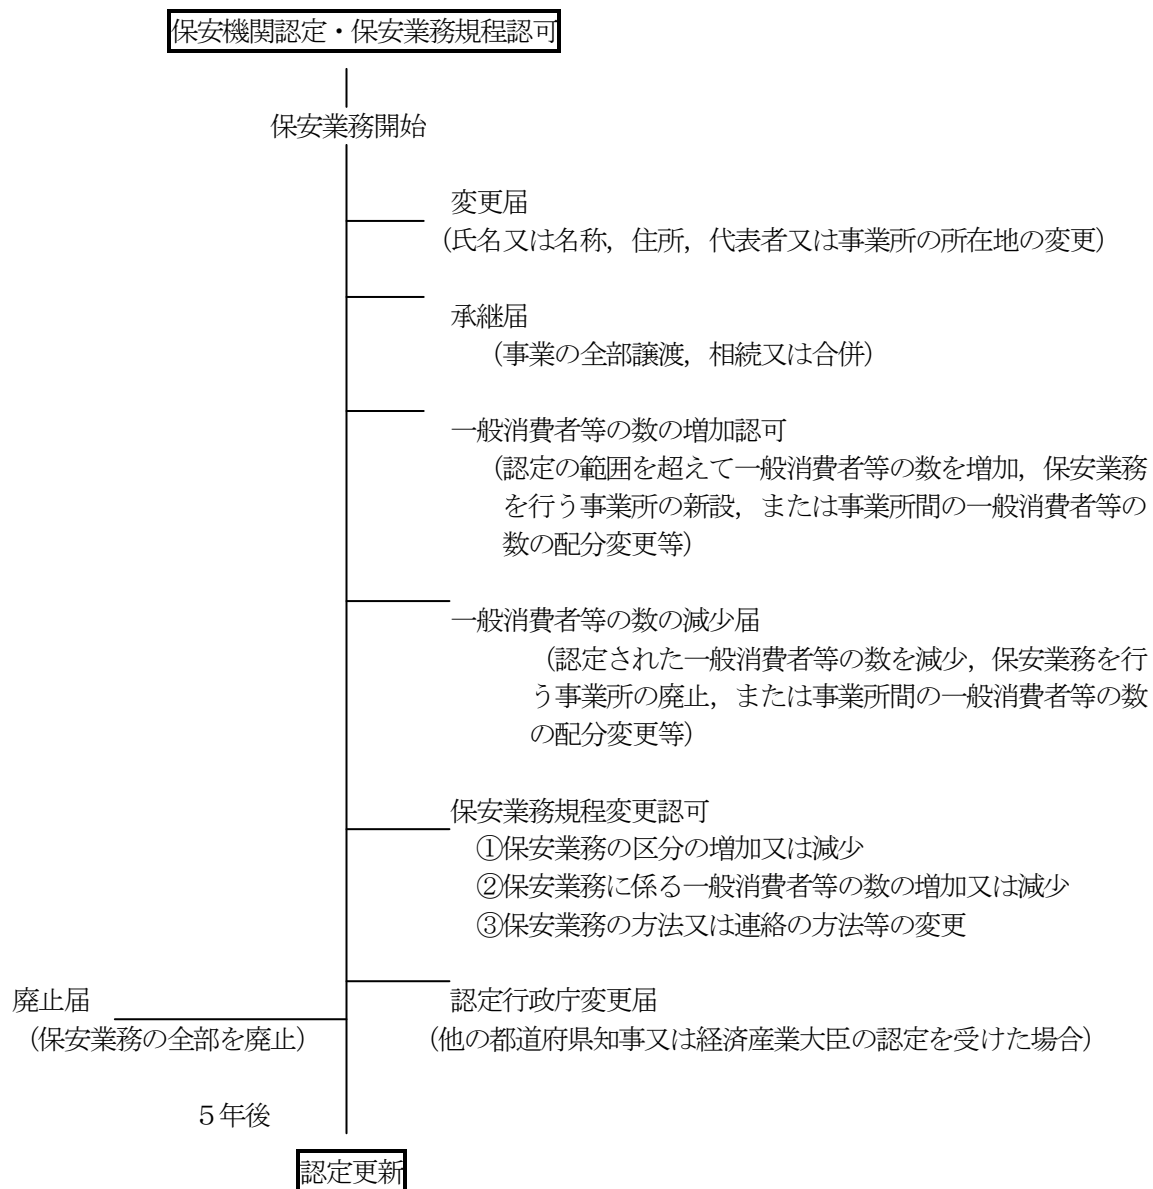 保安機関認定・保安業務規程認可
保安業務開始
変更届
(氏名又は名称，住所，代表者又は事業所の所在地の変更)
承継届
(事業の全部譲渡，相続又は合併)
一般消費者等の数の増加認可
(認定の範囲を超えて一般消費者等の数を増加，保安業務
を行う事業所の新設，または事業所間の一般消費者等の
数の配分変更等)
一般消費者等の数の減少届
(認定された一般消費者等の数を減少，保安業務を行
う事業所の廃止，または事業所間の一般消費者等の数
の配分変更等)
保安業務規程変更認可
①保安業務の区分の増加又は減少
②保安業務に係る一般消費者等の数の増加又は減少
③保安業務の方法又は連絡の方法等の変更
廃止届
(保安業務の全部を廃止)
認定行政庁変更届
(他の都道府県知事又は経済産業大臣の認定を受けた場合)
５年後
認定更新